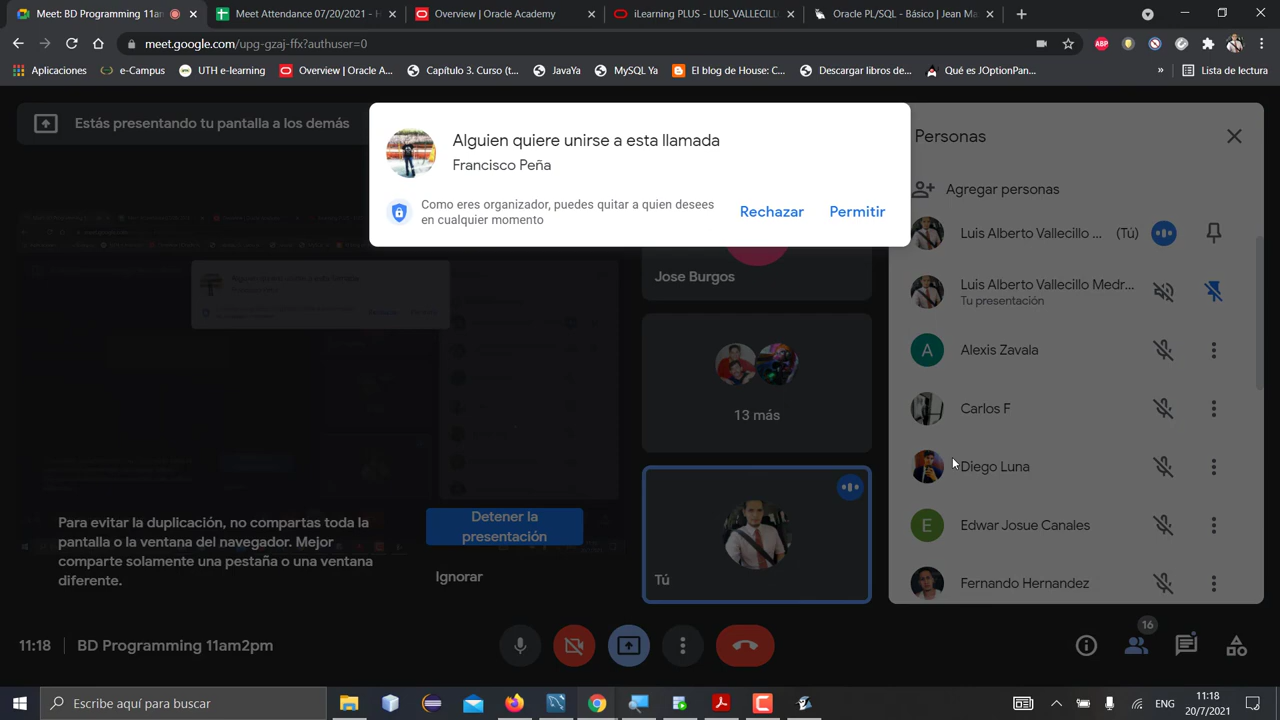 Meet: BD Programming 11am
Meet Attendance 07/20/2021 - H
Overview | Oracle Academy
iLearning PLUS - LUIS_VALLECILL
Oracle PL/SQL - Básico | Jean Ma
meet.google.com/upg-gzaj-ffx?authuser=0
ABP
Aplicaciones
e-Campus
UTH e-learning
Overview | Oracle A...
Capítulo 3. Curso (t...
JavaYa
MySQL Ya
El blog de House: C...
Descargar libros de...
Qué es JOptionPan...
»
Lista de lectura
Estás presentando tu pantalla a los demás
Alguien quiere unirse a esta llamada
Francisco Peña
Como eres organizador, puedes quitar a quien desees
en cualquier momento
Rechazar
Permitir
Personas
Agregar personas
Luis Alberto Vallecillo ...
(Tú)
Luis Alberto Vallecillo Medr...
Tu presentación
A
Alexis Zavala
Carlos F
Diego Luna
E
Edwar Josue Canales
Fernando Hernandez
Jose Burgos
13 más
Tú
Para evitar la duplicación, no compartas toda la
pantalla o la ventana del navegador. Mejor
comparte solamente una pestaña o una ventana
diferente.
Detener la
presentación
Ignorar
11:18
BD Programming 11am2pm
16
Escribe aquí para buscar
ENG
11:18
20/7/2021